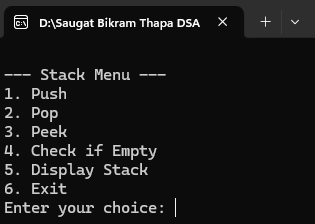 D:\Saugat Bikram Thapa DSA
--- Stack Menu ---
1. Push
2. Pop
3. Peek
4. Check if Empty
5. Display Stack
6. Exit
Enter your choice: